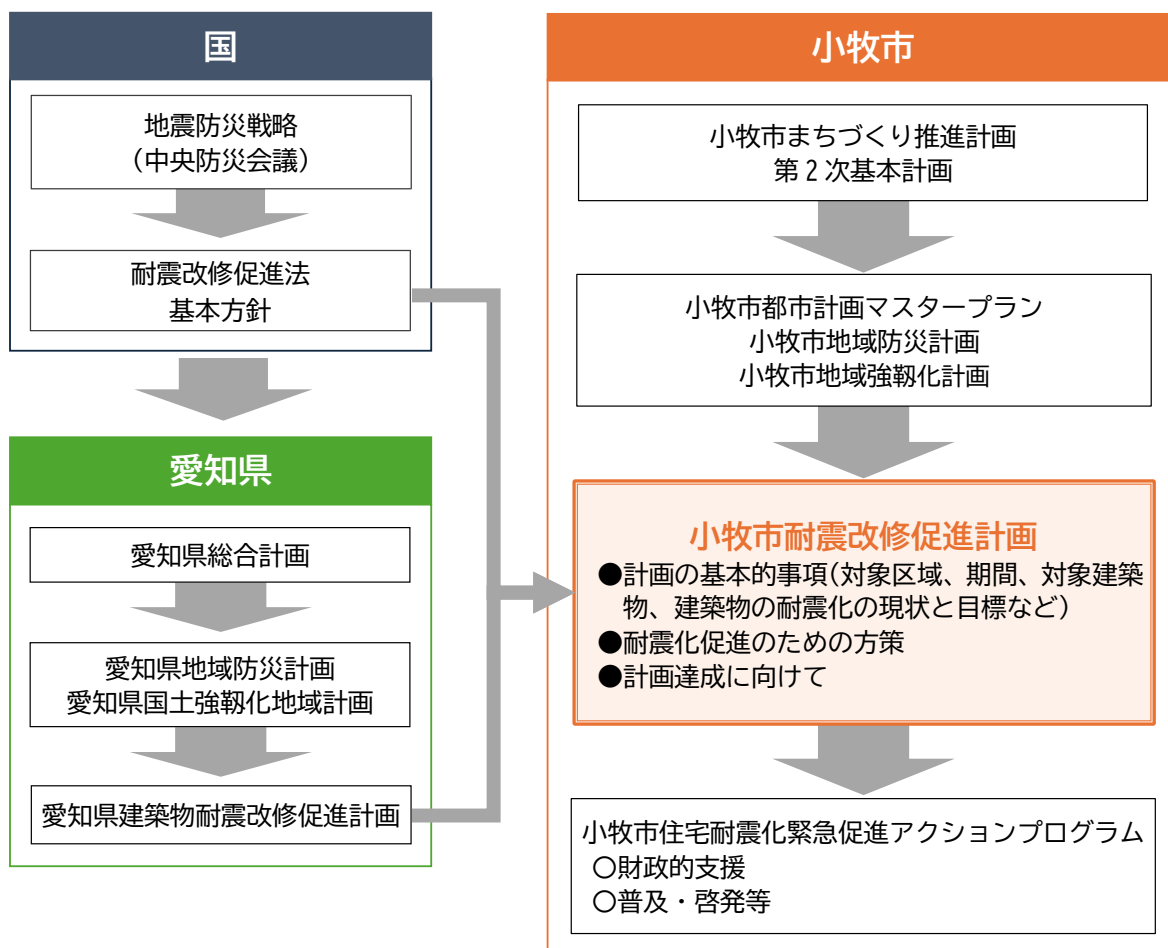 国
地震防災戦略
（中央防災会議）
耐震改修促進法
基本方針
愛知県
愛知県総合計画
愛知県地域防災計画
愛知県国土強靱化地域計画
愛知県建築物耐震改修促進計画
小牧市
小牧市まちづくり推進計画
第２次基本計画
小牧市都市計画マスタープラン
小牧市地域防災計画
小牧市地域強靱化計画
小牧市耐震改修促進計画
●計画の基本的事項（対象区域、期間、対象建築
物、建築物の耐震化の現状と目標など）
●耐震化促進のための方策
●計画達成に向けて
小牧市住宅耐震化緊急促進アクションプログラム
○財政的支援
○普及・啓発等